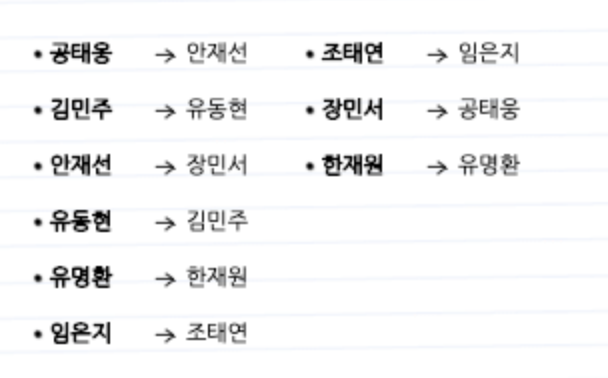 • 공태웅 → 안재선
• 김민주 → 유동현
• 안재선 → 장민서
• 유동현 → 김민주
• 유명환 → 한재원
• 임은지 → 조태연
• 조태연 → 임은지
• 장민서 → 공태웅
• 한재원 → 유명환